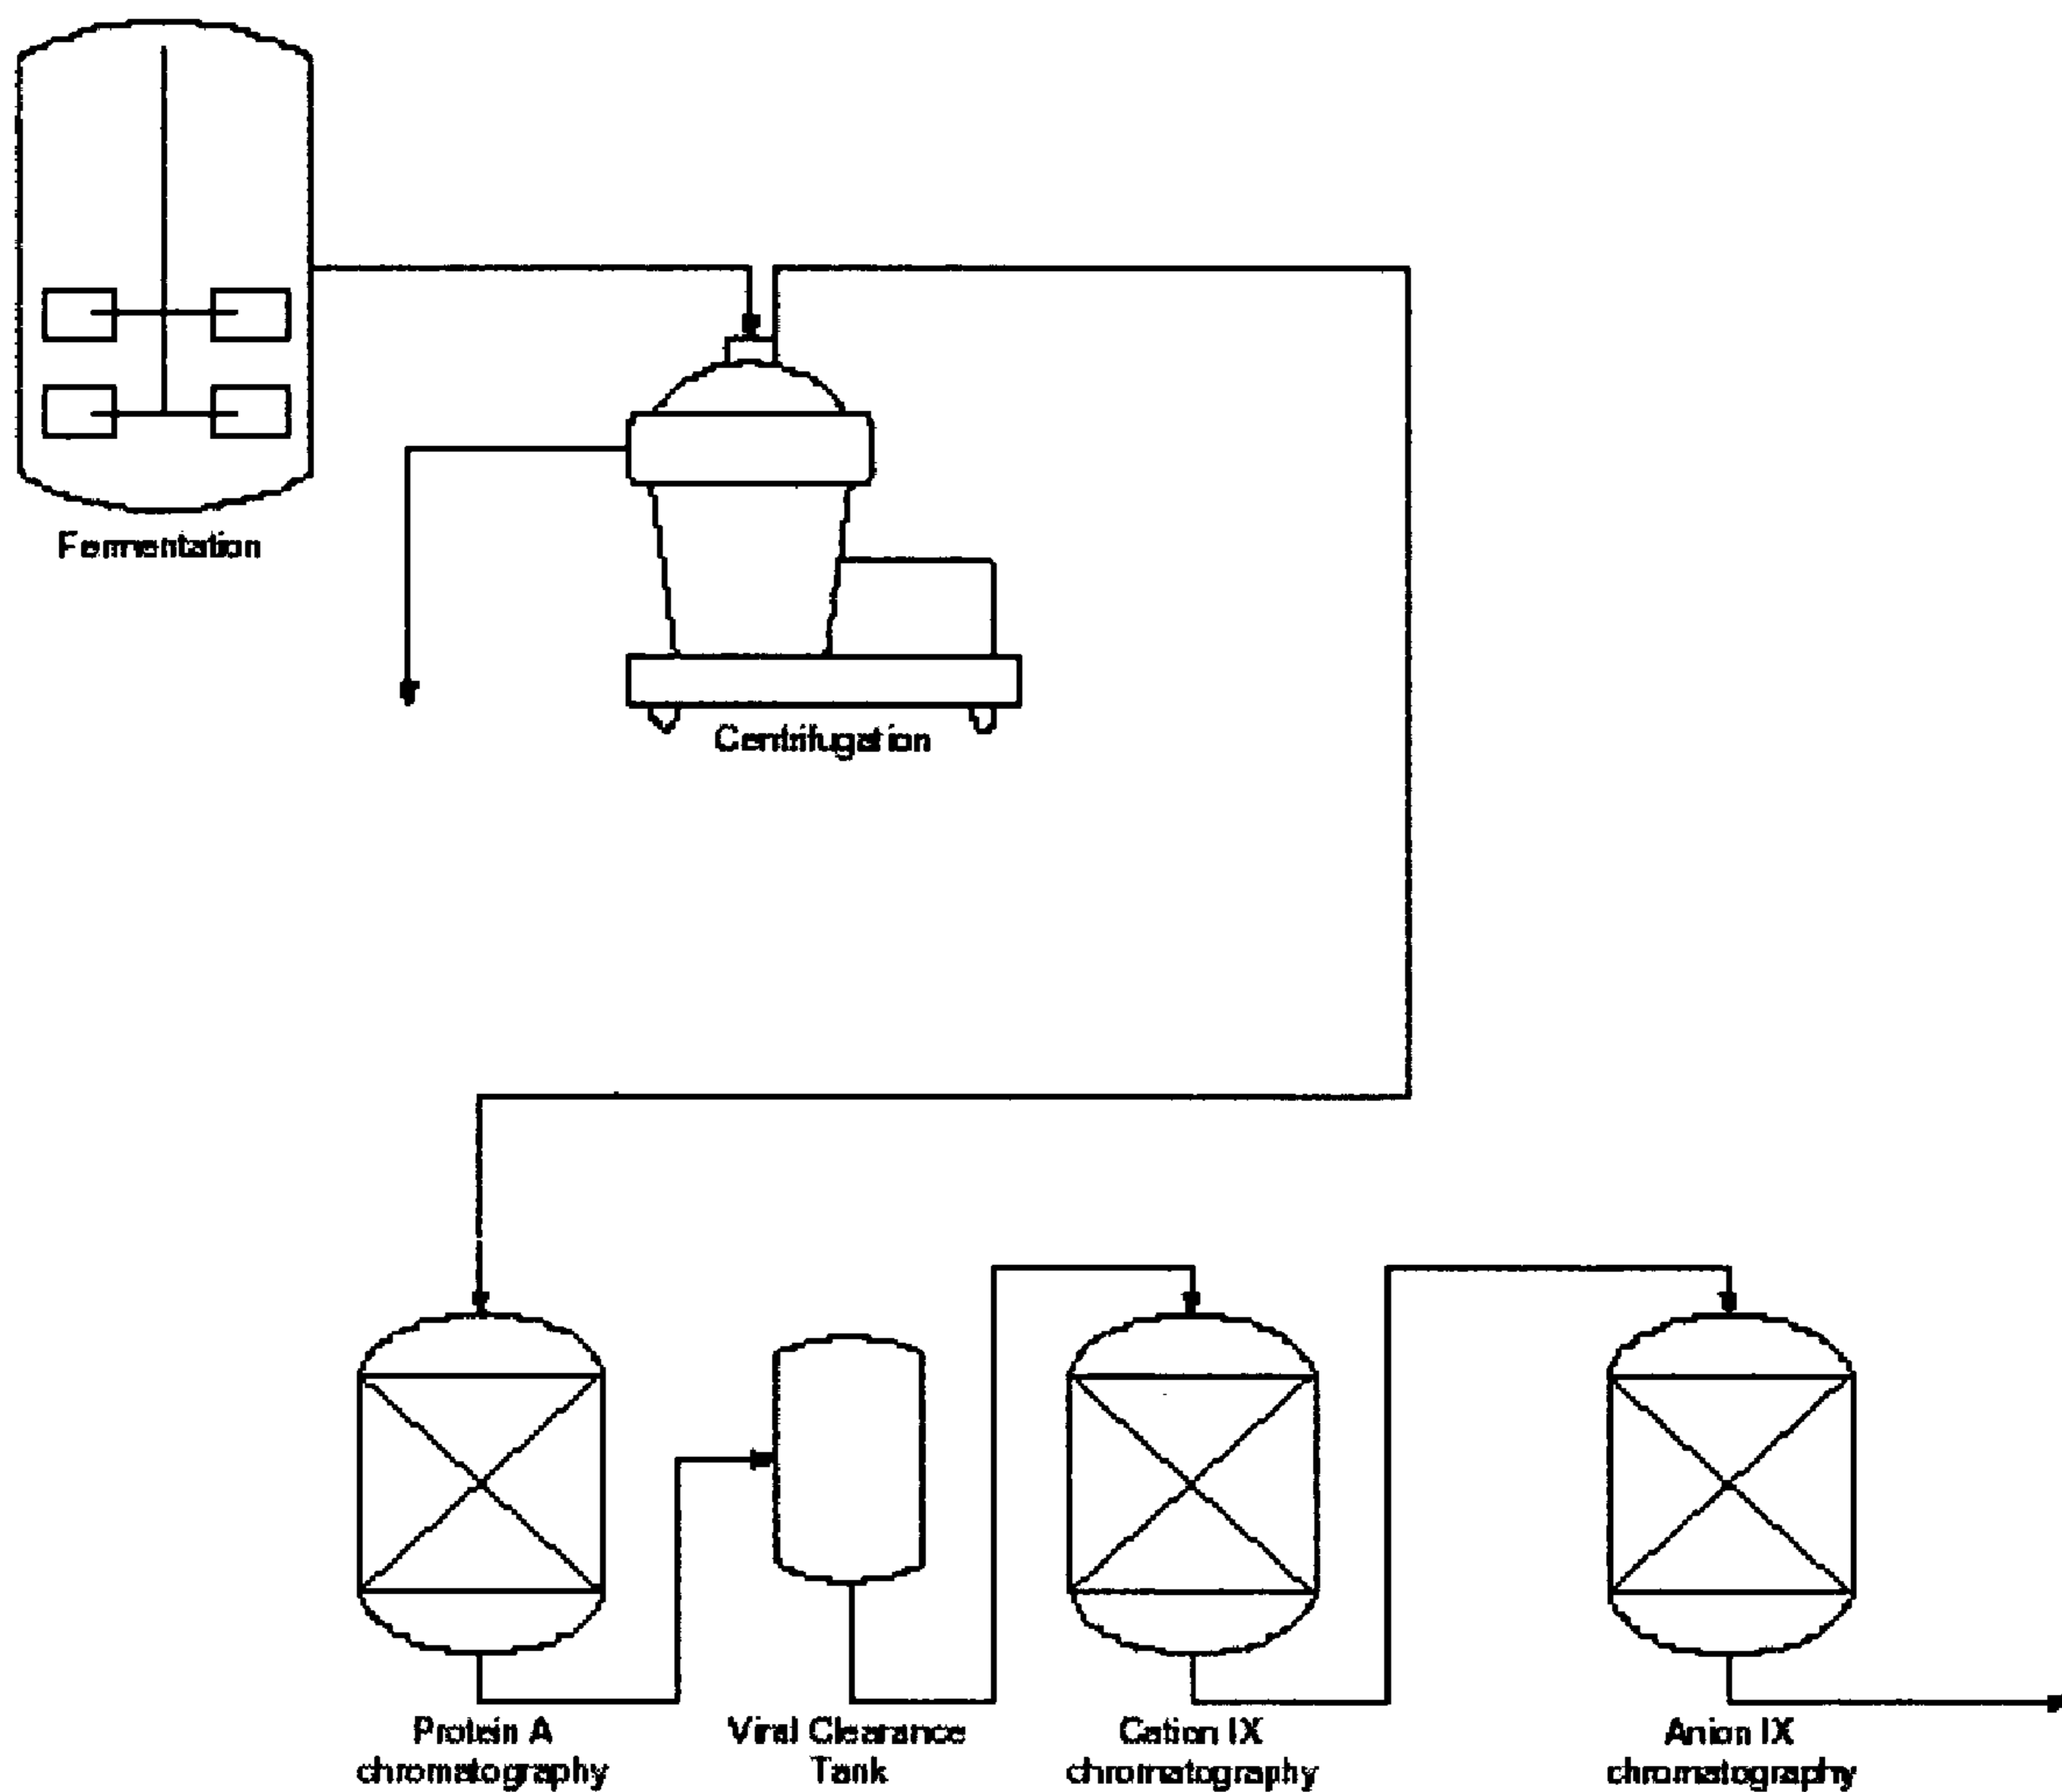 Fermentation
Centrifugation
Protein A
chromatography
Viral Clearance
Tank
Cation IX
chromatography
Anion IX
chromatography